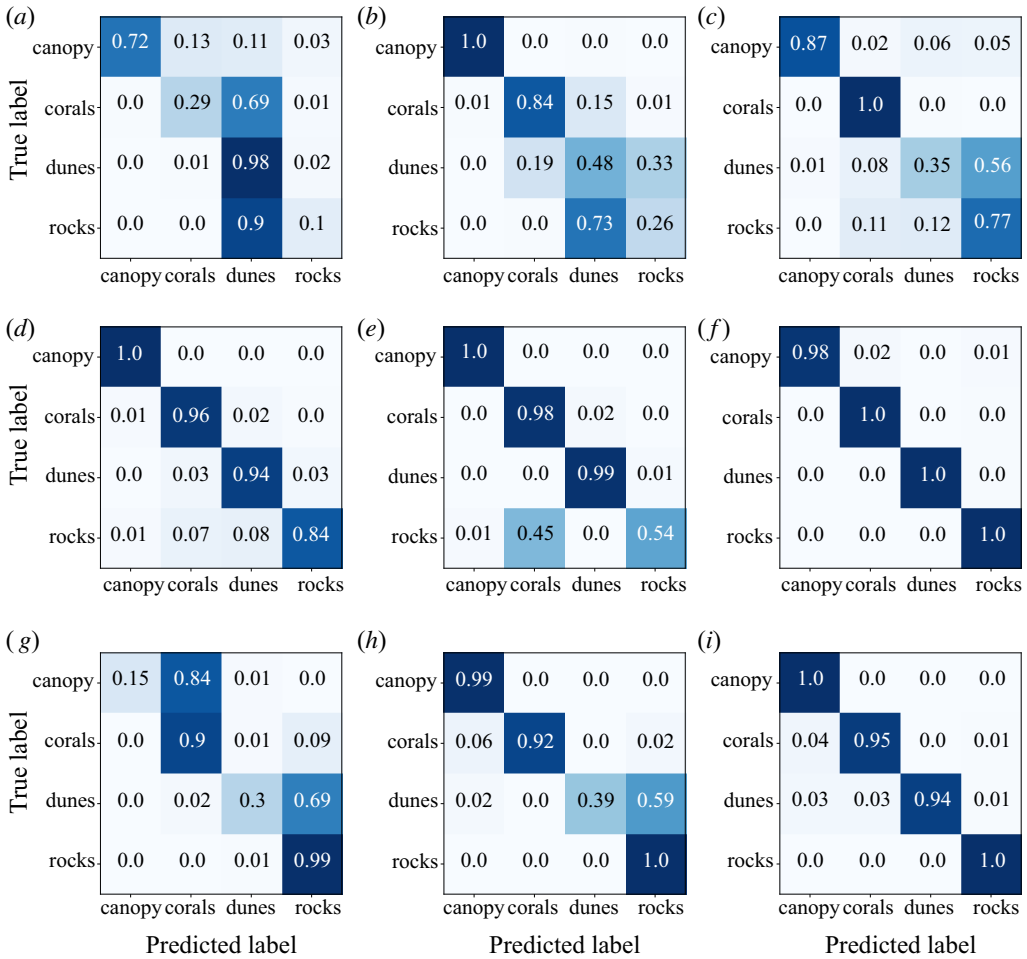 (a) (b) (c)
canopy 0.72 0.13 0.11 0.03 1.0 0.0 0.0 0.0 0.87 0.02 0.06 0.05
corals 0.0 0.29 0.69 0.01 0.01 0.84 0.15 0.01 0.0 1.0 0.0 0.0
True label
dunes 0.0 0.01 0.98 0.02 0.0 0.19 0.48 0.33 0.01 0.08 0.35 0.56
rocks 0.0 0.0 0.9 0.1 0.0 0.0 0.73 0.26 0.0 0.11 0.12 0.77
canopy corals dunes rocks canopy corals dunes rocks canopy corals dunes rocks
(d) (e) (f)
canopy 1.0 0.0 0.0 0.0 canopy 1.0 0.0 0.0 0.0 canopy 0.98 0.02 0.0 0.01
corals 0.01 0.96 0.02 0.0 corals 0.0 0.98 0.02 0.0 corals 0.0 1.0 0.0 0.0
True label
dunes 0.0 0.03 0.94 0.03 dunes 0.0 0.0 0.99 0.01 dunes 0.0 0.0 1.0 0.0
rocks 0.01 0.07 0.08 0.84 rocks 0.01 0.45 0.0 0.54 rocks 0.0 0.0 0.0 1.0
canopy corals dunes rocks canopy corals dunes rocks canopy corals dunes rocks
(g) (h) (i)
canopy 0.15 0.84 0.01 0.0 canopy 0.99 0.0 0.0 0.0 canopy 1.0 0.0 0.0 0.0
corals 0.0 0.9 0.01 0.09 corals 0.06 0.92 0.0 0.02 corals 0.04 0.95 0.0 0.01
True label
dunes 0.0 0.02 0.3 0.69 dunes 0.02 0.0 0.39 0.59 dunes 0.03 0.03 0.94 0.01
rocks 0.0 0.0 0.01 0.99 rocks 0.0 0.0 0.0 1.0 rocks 0.0 0.0 0.0 1.0
canopy corals dunes rocks canopy corals dunes rocks canopy corals dunes rocks
Predicted label Predicted label Predicted label